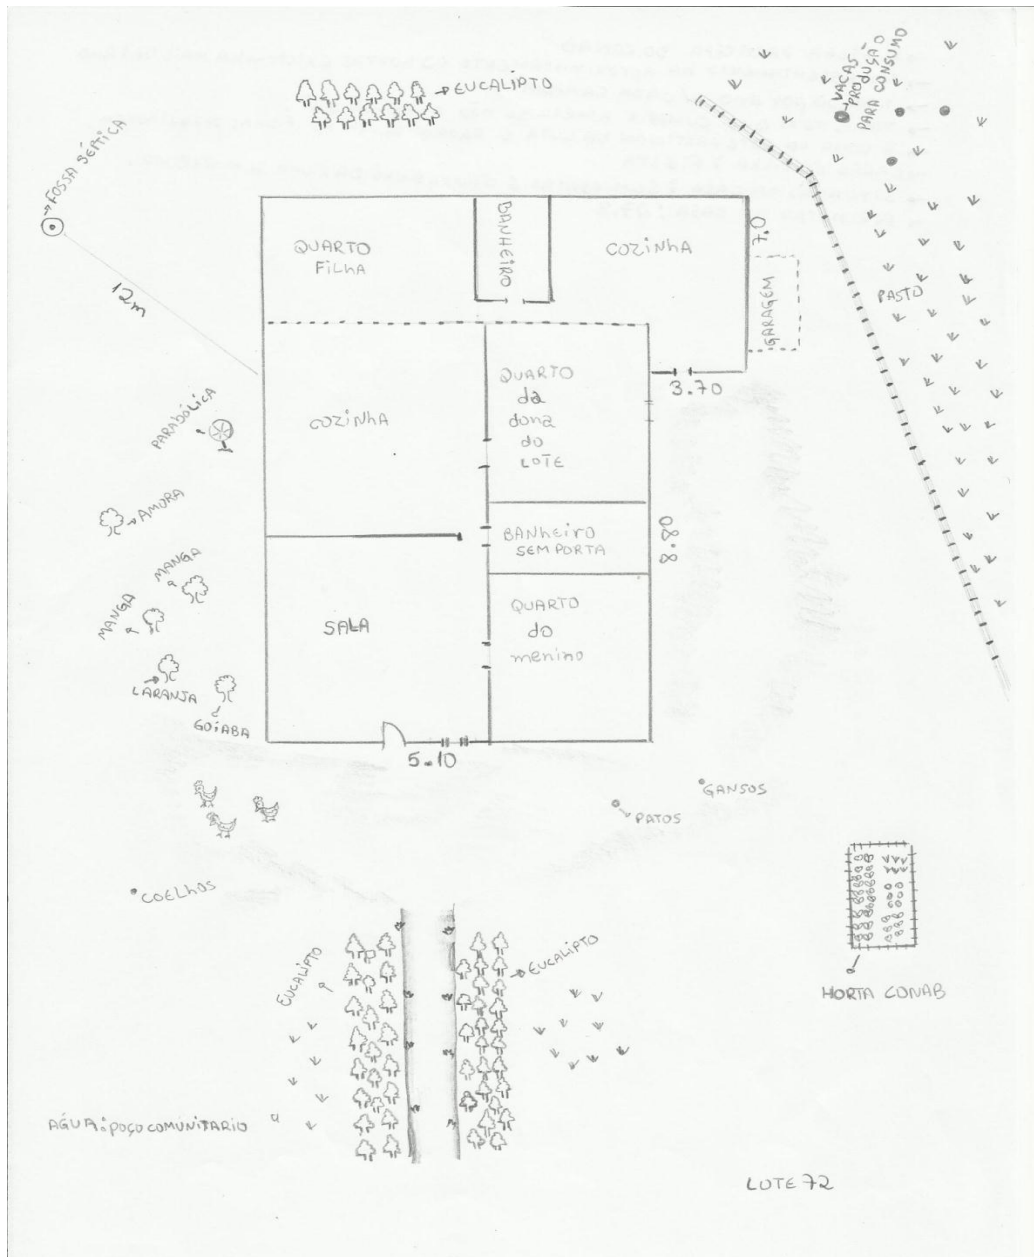 EUCALIPTO
VACAS
PRODUÇÃO
PARA CONSUMO
FOSSA SÉPTICA
12m
QUARTO
FILHA
BANHEIRO
COZINHA
7.0
GARAGEM
PASTO
3.70
PARABÓLICA
COZINHA
QUARTO
da
dona
do
LOTE
AMORA
BANHEIRO
SEM PORTA
8.80
MANGA
MANGA
SALA
QUARTO
do
menino
LARANJA
GOIABA
5.10
GANSOS
PATOS
COELHOS
EUCALIPTO
EUCALIPTO
HORTA CONAB
ÁGUA: POÇO COMUNITARIO
LOTE 72